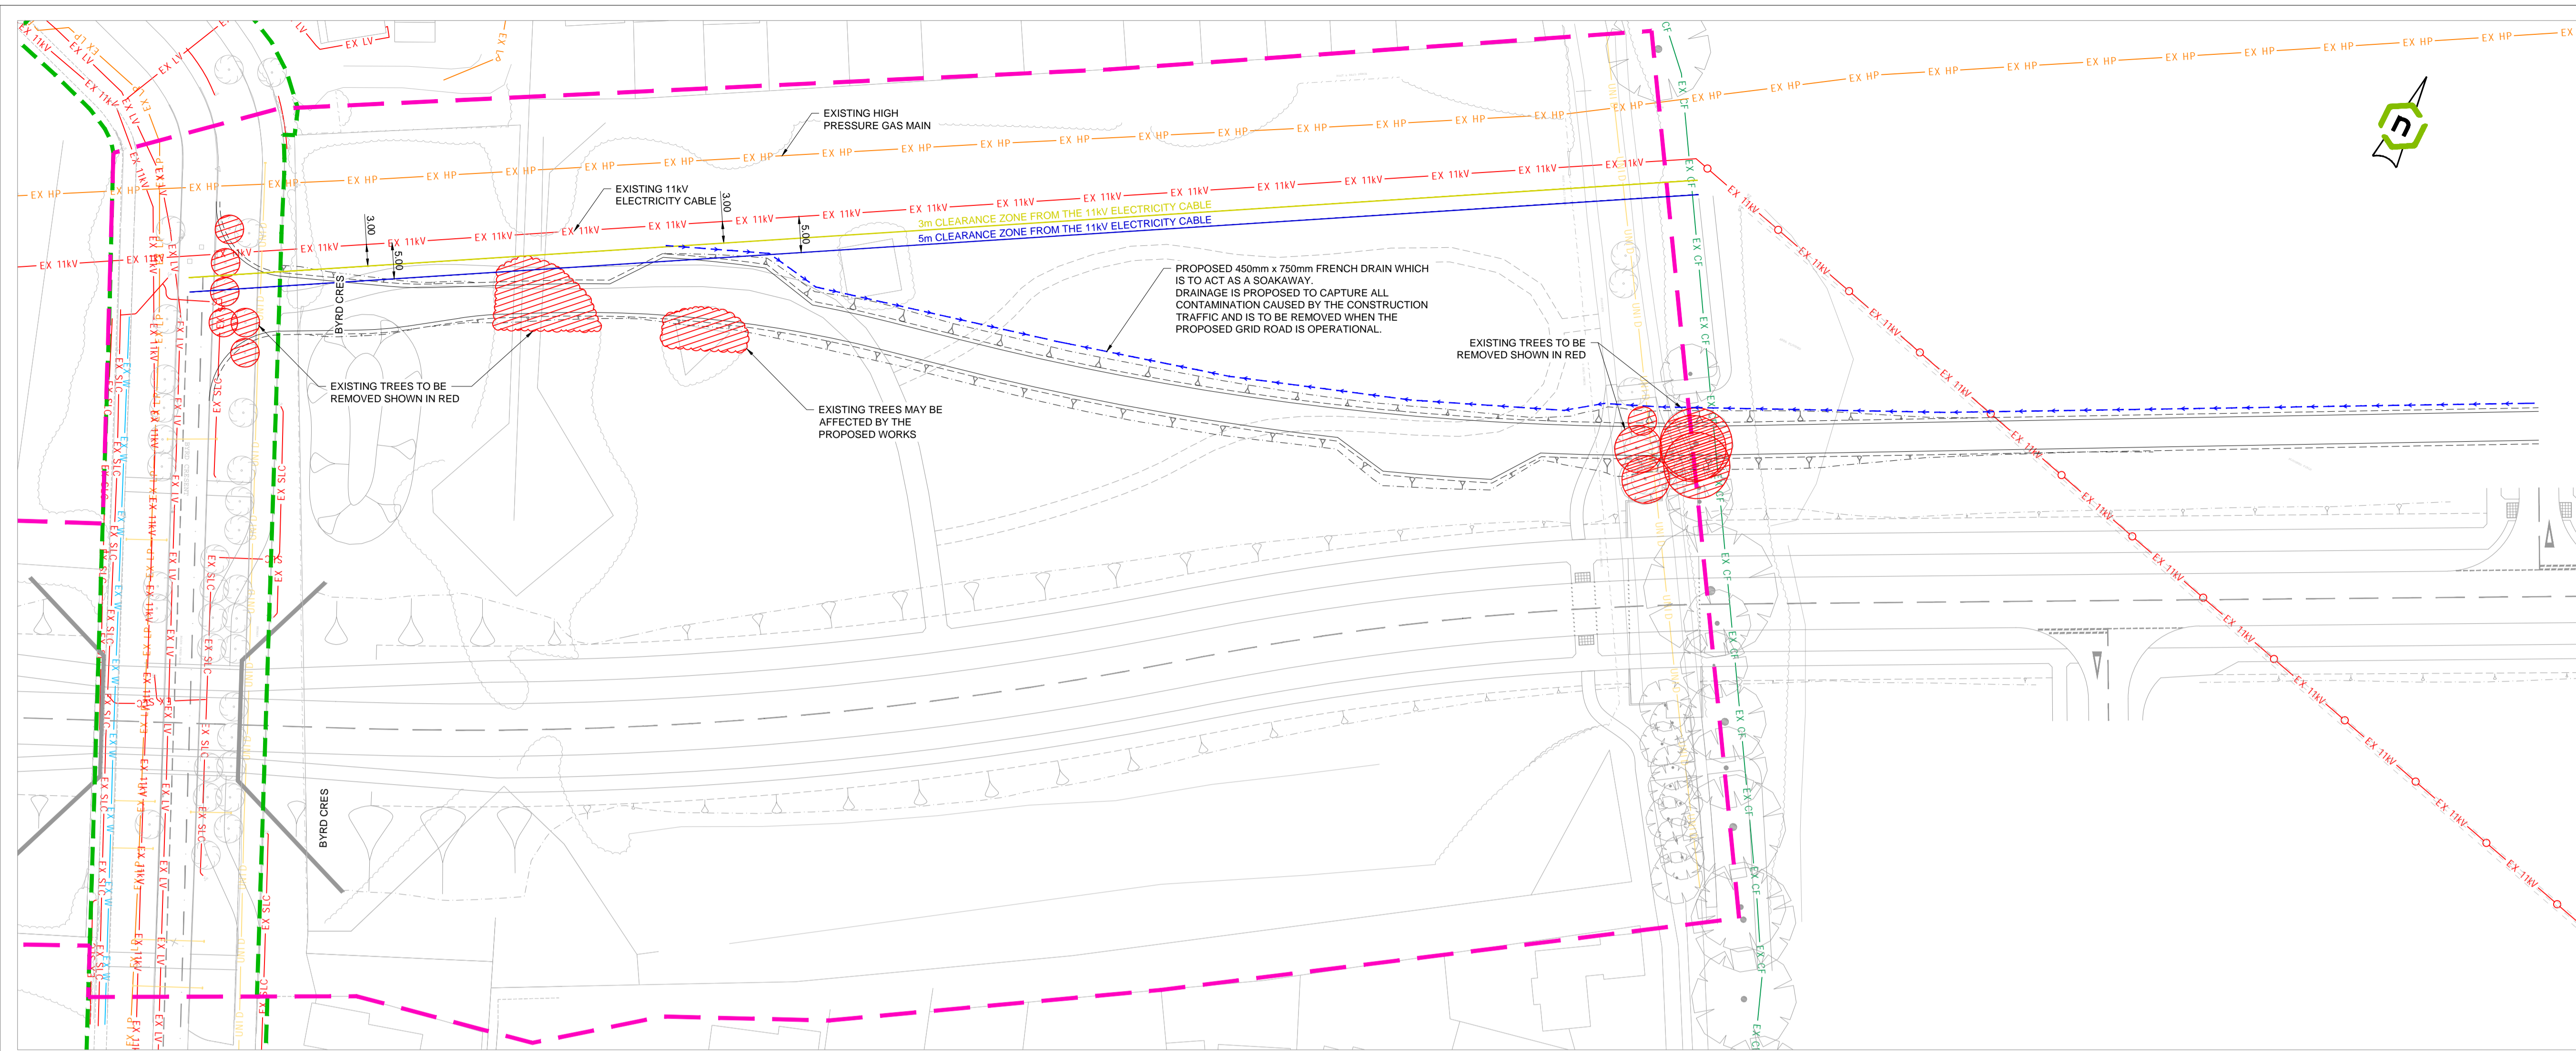 EXISTING HIGH
PRESSURE GAS MAIN
EXISTING 11kV
ELECTRICITY CABLE
3.00
5.00
3.00
5.00
3m CLEARANCE ZONE FROM THE 11kV ELECTRICITY CABLE
5m CLEARANCE ZONE FROM THE 11kV ELECTRICITY CABLE
PROPOSED 450mm x 750mm FRENCH DRAIN WHICH
IS TO ACT AS A SOAKAWAY.
DRAINAGE IS PROPOSED TO CAPTURE ALL
CONTAMINATION CAUSED BY THE CONSTRUCTION
TRAFFIC AND IS TO BE REMOVED WHEN THE
PROPOSED GRID ROAD IS OPERATIONAL.
EXISTING TREES TO BE
REMOVED SHOWN IN RED
EXISTING TREES TO BE
REMOVED SHOWN IN RED
EXISTING TREES MAY BE
AFFECTED BY THE
PROPOSED WORKS
BYRD CRES
BYRD CRES
n
EX HP
EX 11kV
EX LV
EX LP
EX SLC
EX W
EX CF
UNID